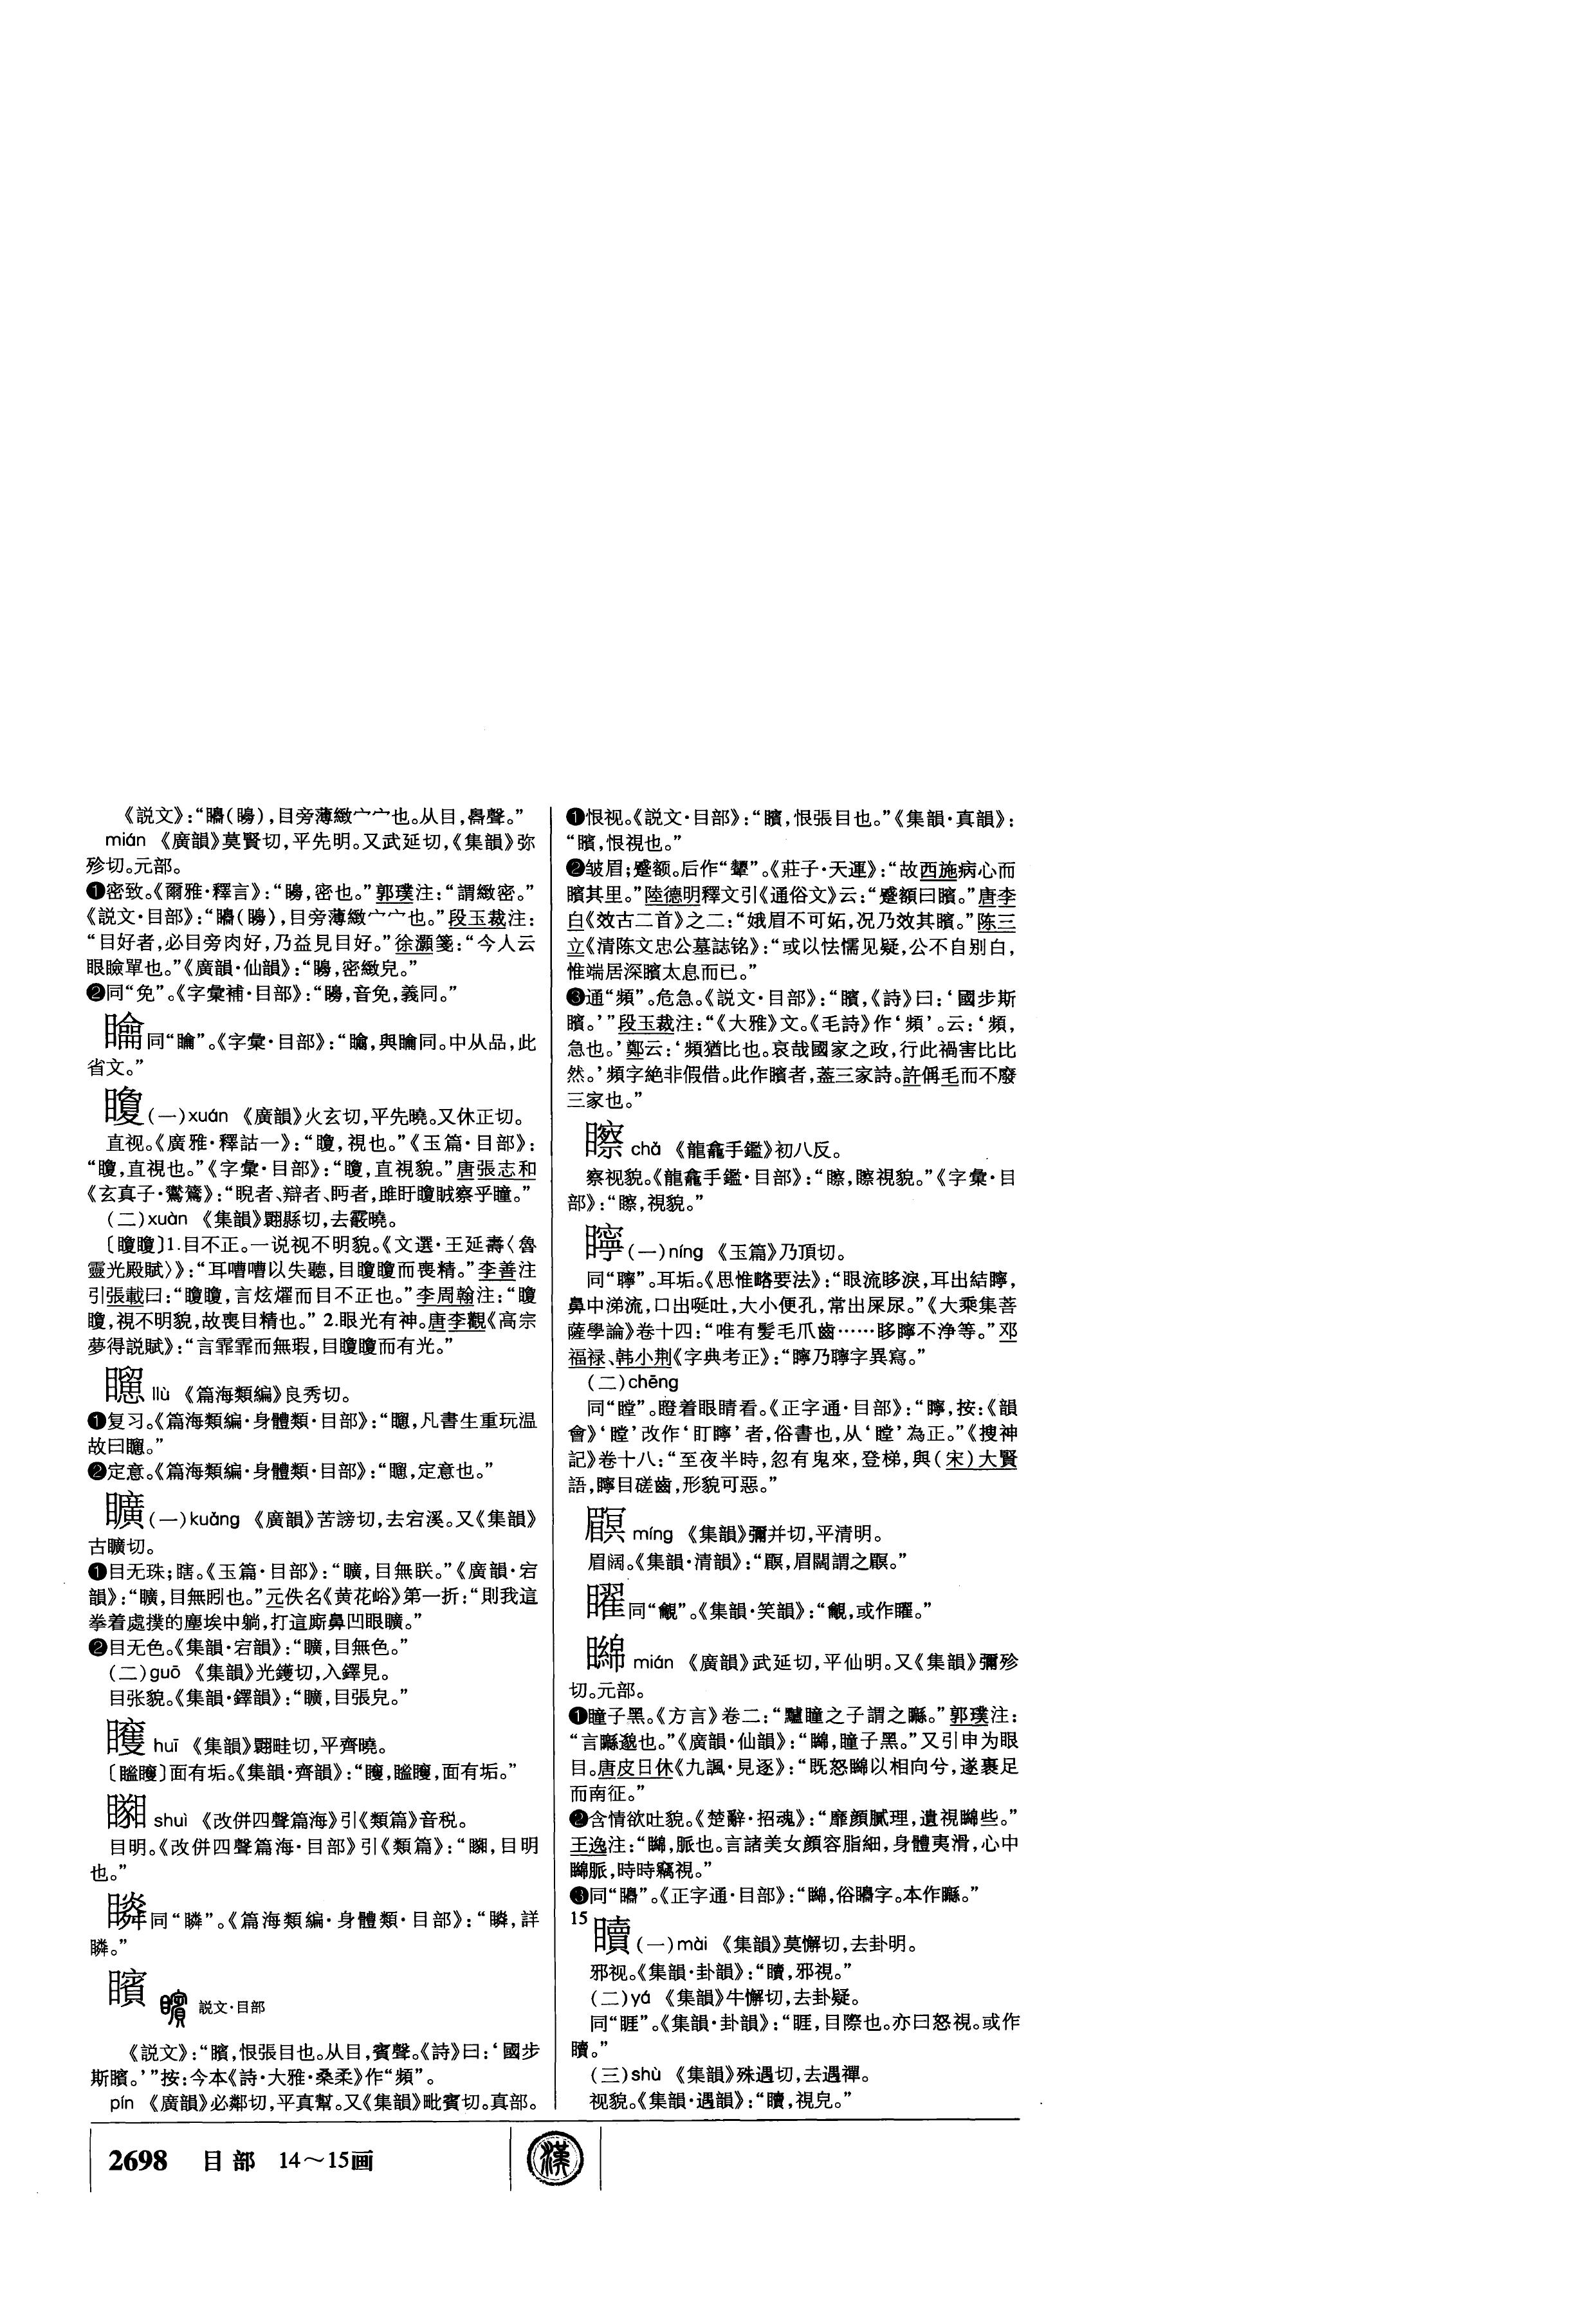 《説文》：“矏（𥊑），目旁薄緻宀宀也。从目，𦤝聲。”
mián 《廣韻》莫賢切，平先明。又武延切，《集韻》弥
殄切。元部。
❶密致。《爾雅·釋言》：“，密也。”郭璞注：“謂緻密。”
《説文·目部》：“矏（），目旁薄緻宀宀也。”段玉裁注：
“目好者，必目旁肉好，乃益見目好。”徐灝箋：“今人云
眼瞼單也。”《廣韻·仙韻》：“，密緻皃。”
❷同“免”。《字彙補·目部》：“，音免，義同。”
同“”。《字彙·目部》：“，與同。中从品，此
省文。”
矎(一)xuán 《廣韻》火玄切，平先曉。又休正切。
直视。《廣雅·釋詁一》：“矎，視也。”《玉篇·目部》：
“矎，直視也。”《字彙·目部》：“矎，直視貌。”唐張志和
《玄真子·鸑鷟》：“睨者、辯者、眄者，雎盱矎眓察乎瞳。”
(二)xuàn 《集韻》翾縣切，去霰曉。
〔矎矎〕1.目不正。一说视不明貌。《文選·王延壽〈魯
靈光殿賦〉》：“耳嘈嘈以失聽，目矎矎而喪精。”李善注
引張載曰：“矎矎，言炫燿而目不正也。”李周翰注：“矎
矎，視不明貌，故喪目精也。” 2.眼光有神。唐李觀《高宗
夢得説賦》：“言霏霏而無瑕，目矎矎而有光。”
liù 《篇海類編》良秀切。
❶复习。《篇海類編·身體類·目部》：“，凡書生重玩温
故曰。”
❷定意。《篇海類編·身體類·目部》：“，定意也。”
矌(一)kuǎng 《廣韻》苦謗切，去宕溪。又《集韻》
古曠切。
❶目无珠；瞎。《玉篇·目部》：“矌，目無眹。”《廣韻·宕
韻》：“矌，目無眹也。”元佚名《黄花峪》第一折：“則我這
拳着處撲的塵埃中躺，打這厮鼻凹眼矌。”
❷目无色。《集韻·宕韻》：“矌，目無色。”
(二)guō 《集韻》光鑊切，入鐸見。
目张貌。《集韻·鐸韻》：“矌，目張皃。”
huī 《集韻》翾畦切，平齊曉。
〔〕面有垢。《集韻·齊韻》：“，，面有垢。”
shuì 《改併四聲篇海》引《類篇》音税。
目明。《改併四聲篇海·目部》引《類篇》：“，目明
也。”
同“瞵”。《篇海類編·身體類·目部》：“，詳
瞵。”
矉 説文·目部
《説文》：“矉，恨張目也。从目，賓聲。《詩》曰：‘國步
斯矉。’”按：今本《詩·大雅·桑柔》作“頻”。
pín 《廣韻》必鄰切，平真幫。又《集韻》毗賓切。真部。
❶恨视。《説文·目部》：“矉，恨張目也。”《集韻·真韻》：
“矉，恨視也。”
❷皱眉；蹙额。后作“顰”。《莊子·天運》：“故西施病心而
矉其里。”陸德明釋文引《通俗文》云：“蹙額曰矉。”唐李
白《效古二首》之二：“娥眉不可妬，况乃效其矉。”陈三
立《清陈文忠公墓誌铭》：“或以怯懦见疑，公不自别白，
惟端居深矉太息而已。”
❸通“頻”。危急。《説文·目部》：“矉，《詩》曰：‘國步斯
矉。’”段玉裁注：“《大雅》文。《毛詩》作‘頻’。云：‘頻，
急也。’鄭云：‘頻猶比也。哀哉國家之政，行此禍害比比
然。’頻字絶非假借。此作矉者，蓋三家詩。許偁毛而不廢
三家也。”
chǎ 《龍龕手鑑》初八反。
察视貌。《龍龕手鑑·目部》：“，視貌。”《字彙·目
部》：“，視貌。”
矃(一)níng 《玉篇》乃頂切。
同“聹”。耳垢。《思惟略要法》：“眼流眵淚，耳出結矃，
鼻中涕流，口出唌吐，大小便孔，常出屎尿。”《大乘集菩
薩學論》卷十四：“唯有髪毛爪齒……眵矃不净等。”邓
福禄、韩小荆《字典考正》：“矃乃聹字異寫。”
(二)chēng
同“瞠”。瞪着眼睛看。《正字通·目部》：“矃，按：《韻
會》‘瞠’改作‘盯矃’者，俗書也，从‘瞠’為正。”《搜神
記》卷十八：“至夜半時，忽有鬼來，登梯，與(宋)大賢
語，矃目磋齒，形貌可惡。”
míng 《集韻》彌并切，平清明。
眉阔。《集韻·清韻》：“，眉闊謂之。”
矅同“覞”。《集韻·笑韻》：“覞，或作矅。”
矊 mián 《廣韻》武延切，平仙明。又《集韻》彌殄
切。元部。
❶瞳子黑。《方言》卷二：“驢瞳之子謂之。”郭璞注：
“言邈也。”《廣韻·仙韻》：“矊，瞳子黑。”又引申为眼
目。唐皮日休《九諷·見逐》：“既怒矊以相向兮，遂裹足
而南征。”
❷含情欲吐貌。《楚辭·招魂》：“靡顔膩理，遺視矊些。”
王逸注：“矊，脈也。言諸美女顔容脂細，身體夷滑，心中
矊脈，時時竊視。”
❸同“矏”。《正字通·目部》：“矊，俗矏字。本作。”
15
(一)mài 《集韻》莫懈切，去卦明。
邪视。《集韻·卦韻》：“，邪視。”
(二)yá 《集韻》牛懈切，去卦疑。
同“睚”。《集韻·卦韻》：“睚，目際也。亦曰怒視。或作
。”
(三)shù 《集韻》殊遇切，去遇禪。
视貌。《集韻·遇韻》：“，視皃。”
2698 目部 14～15画
漢